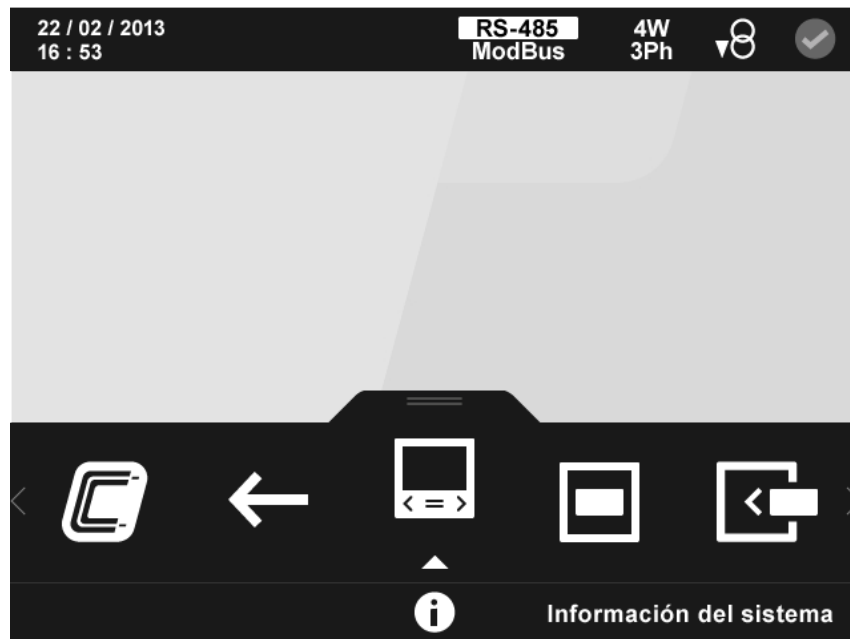 22 / 02 / 2013
16 : 53
RS-485
ModBus
4W
3Ph
Información del sistema